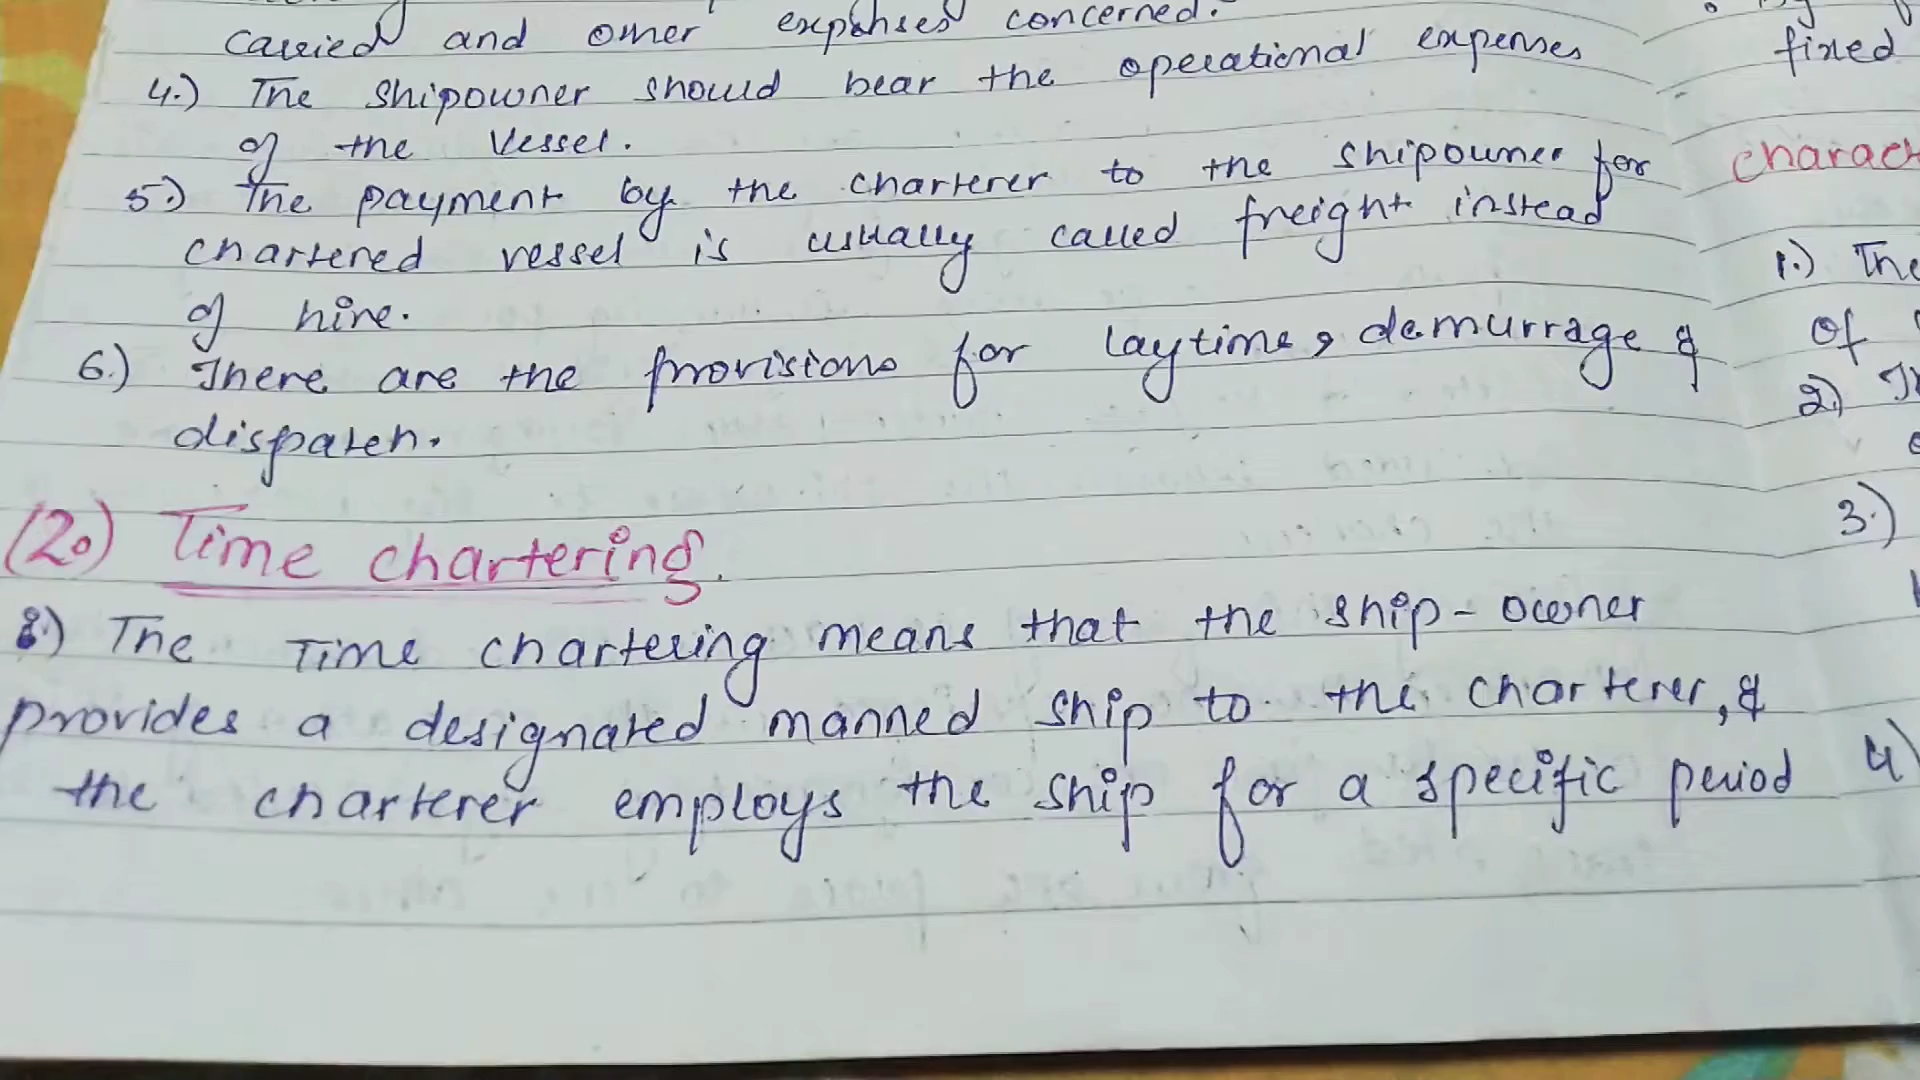 carried and other expenses concerned.
4.) The shipowner should bear the operational expenses
of the vessel.
5.) The payment by the charterer to the shipowner for
chartered vessel is usually called freight instead
of hire.
6.) There are the provisions for laytime, demurrage &
dispatch.
(2.) Time chartering.
The Time chartering means that the ship-owner
provides a designated manned ship to the charterer, &
the charterer employs the ship for a specific period
fixed
charact
1.) The
of
2)
3.)
4)